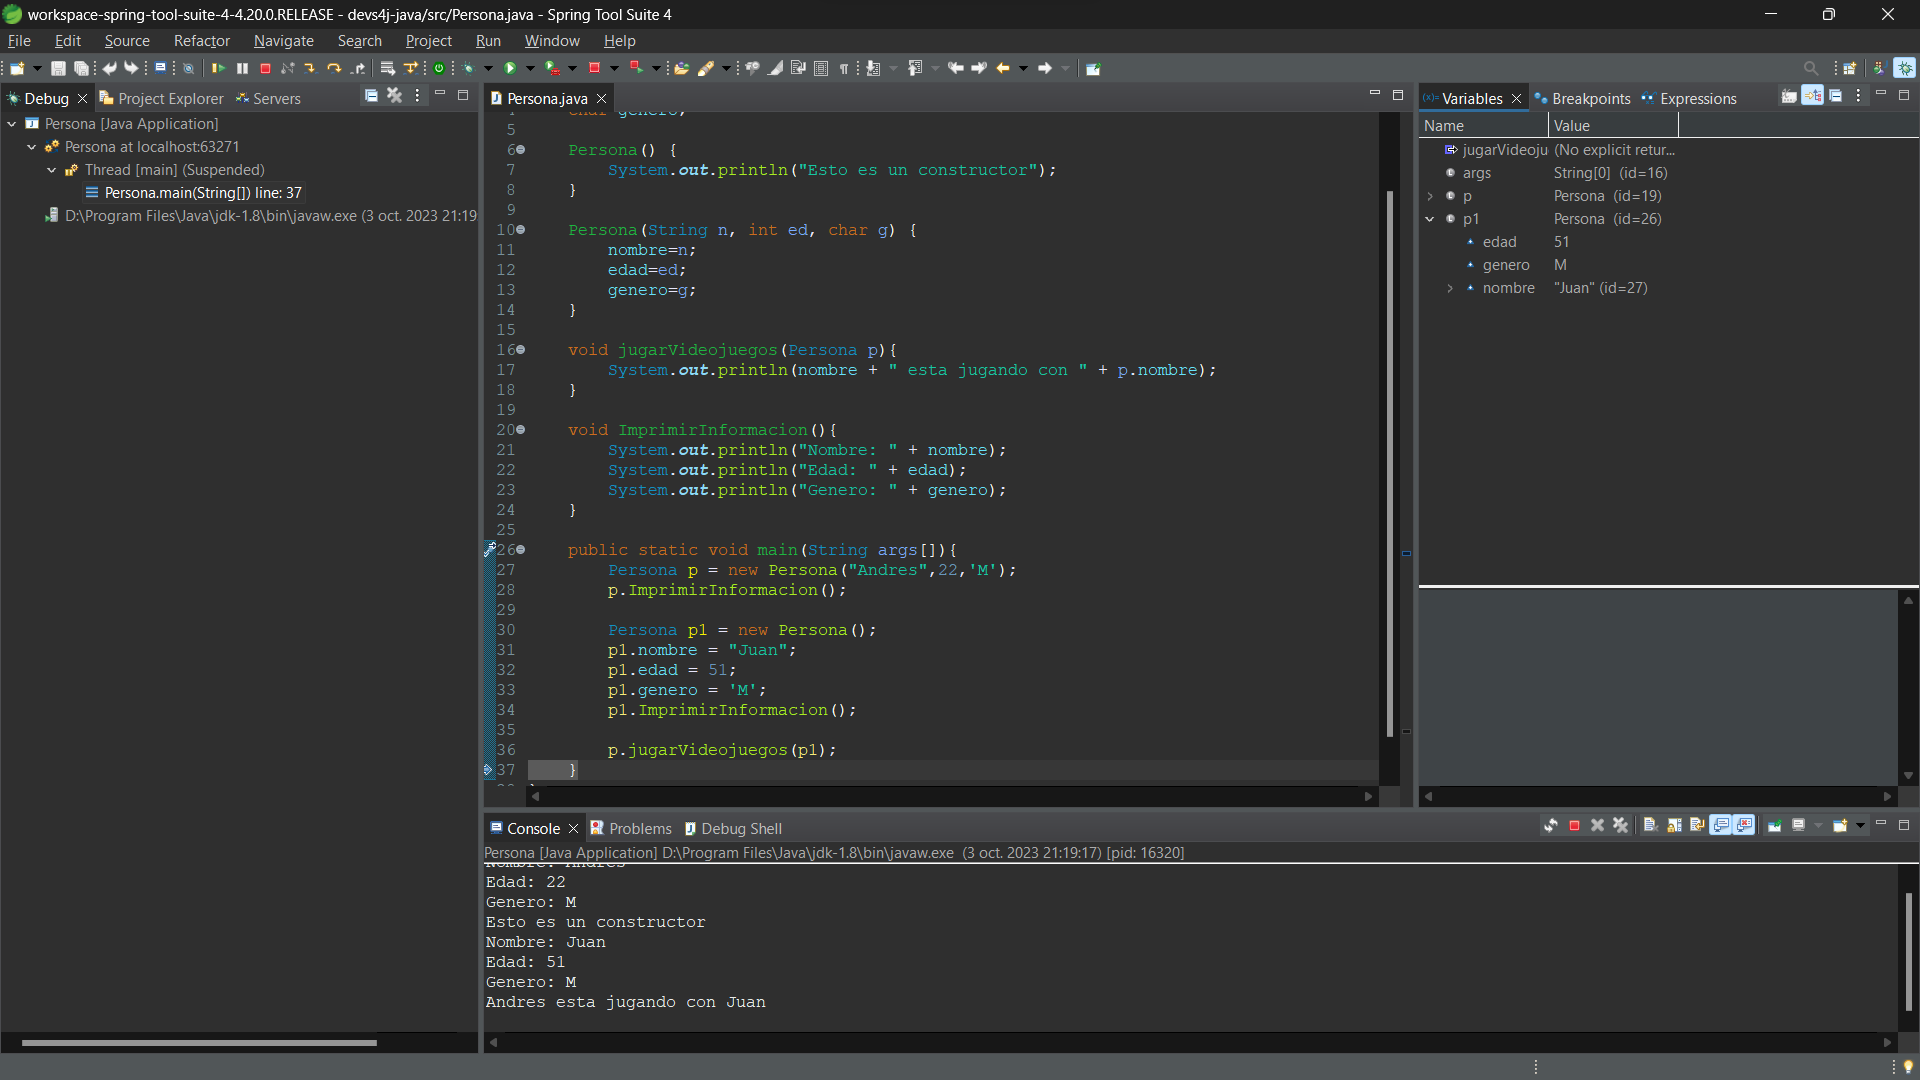 workspace-spring-tool-suite-4-4.20.0.RELEASE - devs4j-java/src/Persona.java - Spring Tool Suite 4
File Edit Source Refactor Navigate Search Project Run Window Help
Debug Project Explorer Servers
Persona [Java Application]
Persona at localhost:63271
Thread [main] (Suspended)
Persona.main(String[]) line: 37
D:\Program Files\Java\jdk-1.8\bin\javaw.exe (3 oct. 2023 21:19
Persona.java
char genero;
5
6 Persona() {
7 System.out.println("Esto es un constructor");
8 }
9
10 Persona(String n, int ed, char g) {
11 nombre=n;
12 edad=ed;
13 genero=g;
14 }
15
16 void jugarVideojuegos(Persona p){
17 System.out.println(nombre + " esta jugando con " + p.nombre);
18 }
19
20 void ImprimirInformacion(){
21 System.out.println("Nombre: " + nombre);
22 System.out.println("Edad: " + edad);
23 System.out.println("Genero: " + genero);
24 }
25
26 public static void main(String args[]){
27 Persona p = new Persona("Andres",22,'M');
28 p.ImprimirInformacion();
29
30 Persona p1 = new Persona();
31 p1.nombre = "Juan";
32 p1.edad = 51;
33 p1.genero = 'M';
34 p1.ImprimirInformacion();
35
36 p.jugarVideojuegos(p1);
37 }
(x)= Variables Breakpoints Expressions
Name Value
jugarVideoju (No explicit retur...
args String[0] (id=16)
p Persona (id=19)
p1 Persona (id=26)
edad 51
genero M
nombre "Juan" (id=27)
Console Problems Debug Shell
Persona [Java Application] D:\Program Files\Java\jdk-1.8\bin\javaw.exe (3 oct. 2023 21:19:17) [pid: 16320]
Nombre: Andres
Edad: 22
Genero: M
Esto es un constructor
Nombre: Juan
Edad: 51
Genero: M
Andres esta jugando con Juan